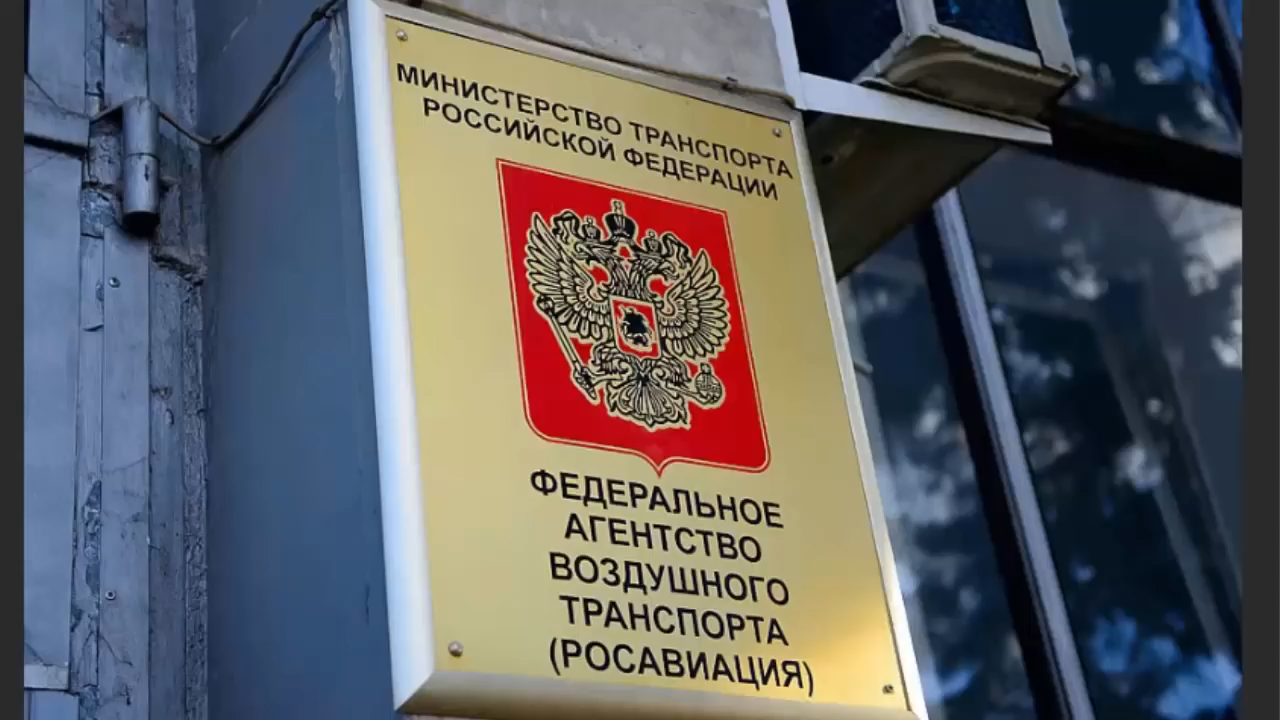 МИНИСТЕРСТВО ТРАНСПОРТА
РОССИЙСКОЙ ФЕДЕРАЦИИ
ФЕДЕРАЛЬНОЕ
АГЕНТСТВО
ВОЗДУШНОГО
ТРАНСПОРТА
(РОСАВИАЦИЯ)